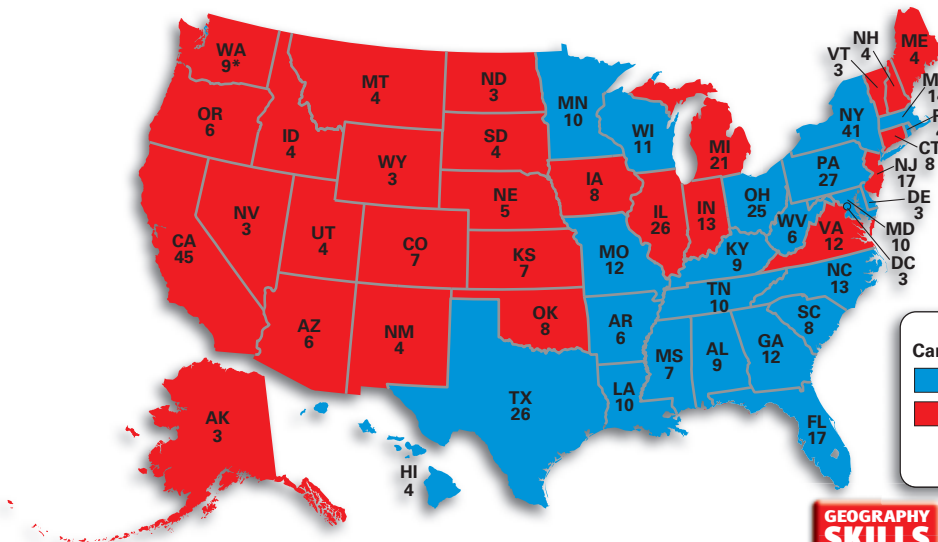 WA
9*
OR
6
CA
45
NV
3
ID
4
MT
4
WY
3
UT
4
AZ
6
CO
7
NM
4
ND
3
SD
4
NE
5
KS
7
OK
8
TX
26
MN
10
IA
8
MO
12
AR
6
LA
10
WI
11
IL
26
MI
21
IN
13
OH
25
KY
9
TN
10
MS
7
AL
9
GA
12
FL
17
SC
8
NC
13
VA
12
WV
6
PA
27
NY
41
VT
3
NH
4
ME
4
CT
8
NJ
17
DE
3
MD
10
DC
3
AK
3
HI
4
GEOGRAPHY
SKILLS